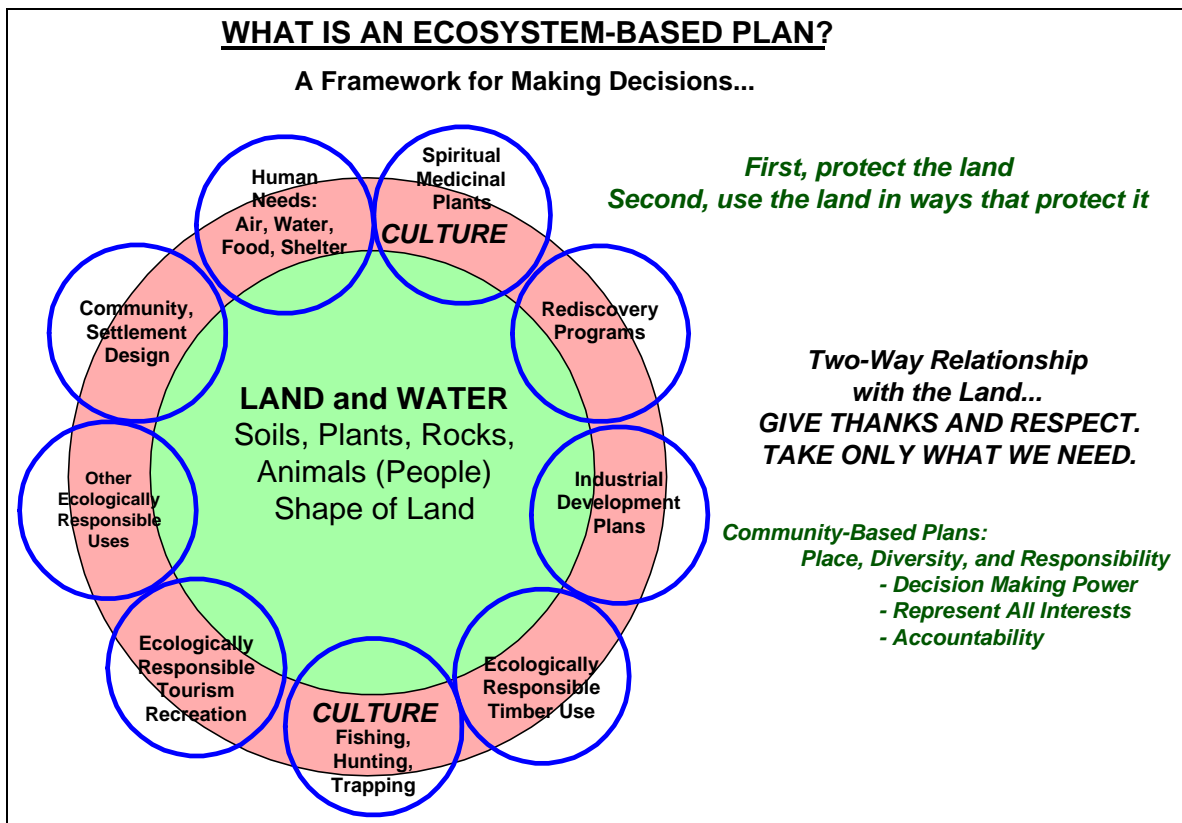 WHAT IS AN ECOSYSTEM-BASED PLAN?
A Framework for Making Decisions...
Spiritual
Medicinal
Plants
CULTURE
Human
Needs:
Air, Water,
Food, Shelter
First, protect the land
Second, use the land in ways that protect it
Community,
Settlement
Design
Rediscovery
Programs
LAND and WATER
Soils, Plants, Rocks,
Animals (People)
Shape of Land
Two-Way Relationship
with the Land...
GIVE THANKS AND RESPECT.
TAKE ONLY WHAT WE NEED.
Other
Ecologically
Responsible
Uses
Industrial
Development
Plans
Community-Based Plans:
Place, Diversity, and Responsibility
- Decision Making Power
- Represent All Interests
- Accountability
Ecologically
Responsible
Tourism
Recreation
CULTURE
Fishing,
Hunting,
Trapping
Ecologically
Responsible
Timber Use